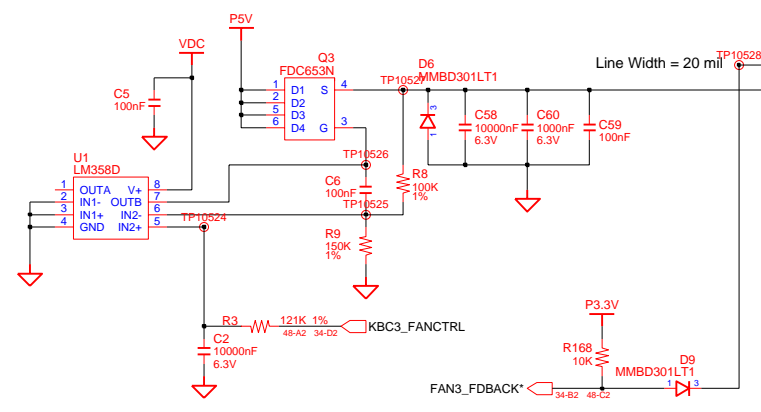 P5V
VDC
Q3
FDC653N
1 D1 S 4
2 D2
5 D3
6 D4 G 3
TP10527
D6
MMBD301LT1
3
1
Line Width = 20 mil
TP10528
C5
100nF
C58
10000nF
6.3V
C60
1000nF
6.3V
C59
100nF
U1
LM358D
1 OUTA V+ 8
2 IN1- OUTB 7
3 IN1+ IN2- 6
4 GND IN2+ 5
TP10526
C6
100nF
TP10525
R8
100K
1%
TP10524
R9
150K
1%
R3 121K 1%
48-A2 34-D2
KBC3_FANCTRL
C2
10000nF
6.3V
P3.3V
R168
10K
D9
MMBD301LT1
1 3
FAN3_FDBACK*
34-B2 48-C2